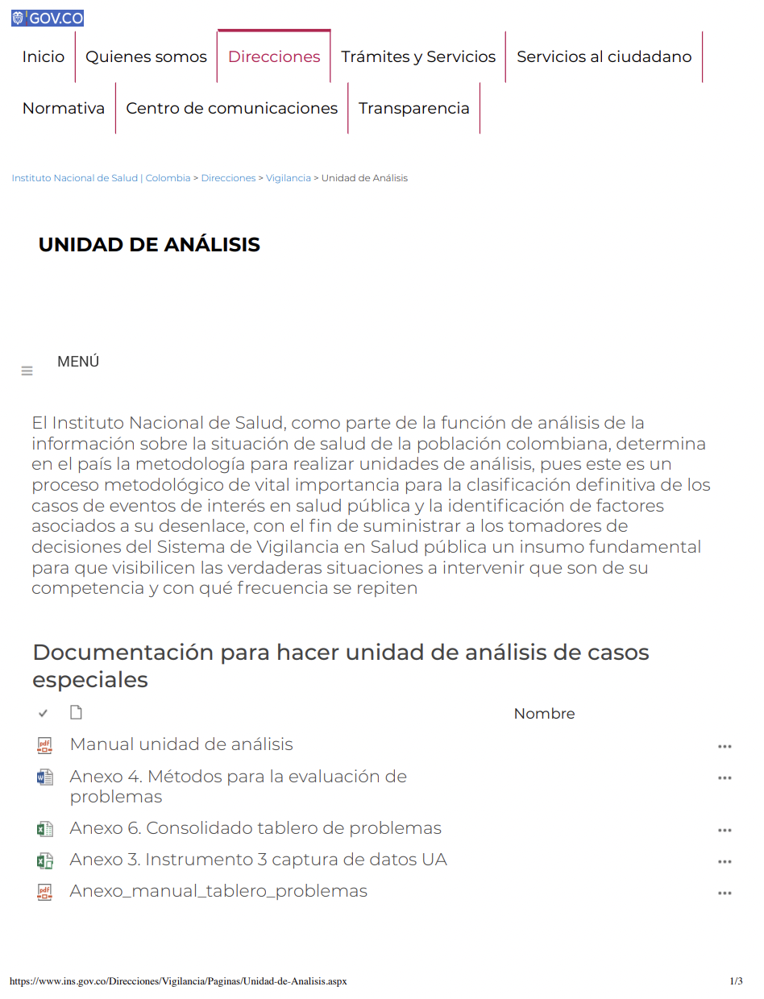 GOV.CO
Inicio
Quienes somos
Direcciones
Trámites y Servicios
Servicios al ciudadano
Normativa
Centro de comunicaciones
Transparencia
Instituto Nacional de Salud | Colombia > Direcciones > Vigilancia > Unidad de Análisis
UNIDAD DE ANÁLISIS
MENÚ
El Instituto Nacional de Salud, como parte de la función de análisis de la
información sobre la situación de salud de la población colombiana, determina
en el país la metodología para realizar unidades de análisis, pues este es un
proceso metodológico de vital importancia para la clasificación definitiva de los
casos de eventos de interés en salud pública y la identificación de factores
asociados a su desenlace, con el fin de suministrar a los tomadores de
decisiones del Sistema de Vigilancia en Salud pública un insumo fundamental
para que visibilicen las verdaderas situaciones a intervenir que son de su
competencia y con qué frecuencia se repiten
Documentación para hacer unidad de análisis de casos
especiales
Nombre
Manual unidad de análisis
Anexo 4. Métodos para la evaluación de
problemas
Anexo 6. Consolidado tablero de problemas
Anexo 3. Instrumento 3 captura de datos UA
Anexo_manual_tablero_problemas
https://www.ins.gov.co/Direcciones/Vigilancia/Paginas/Unidad-de-Analisis.aspx
1/3